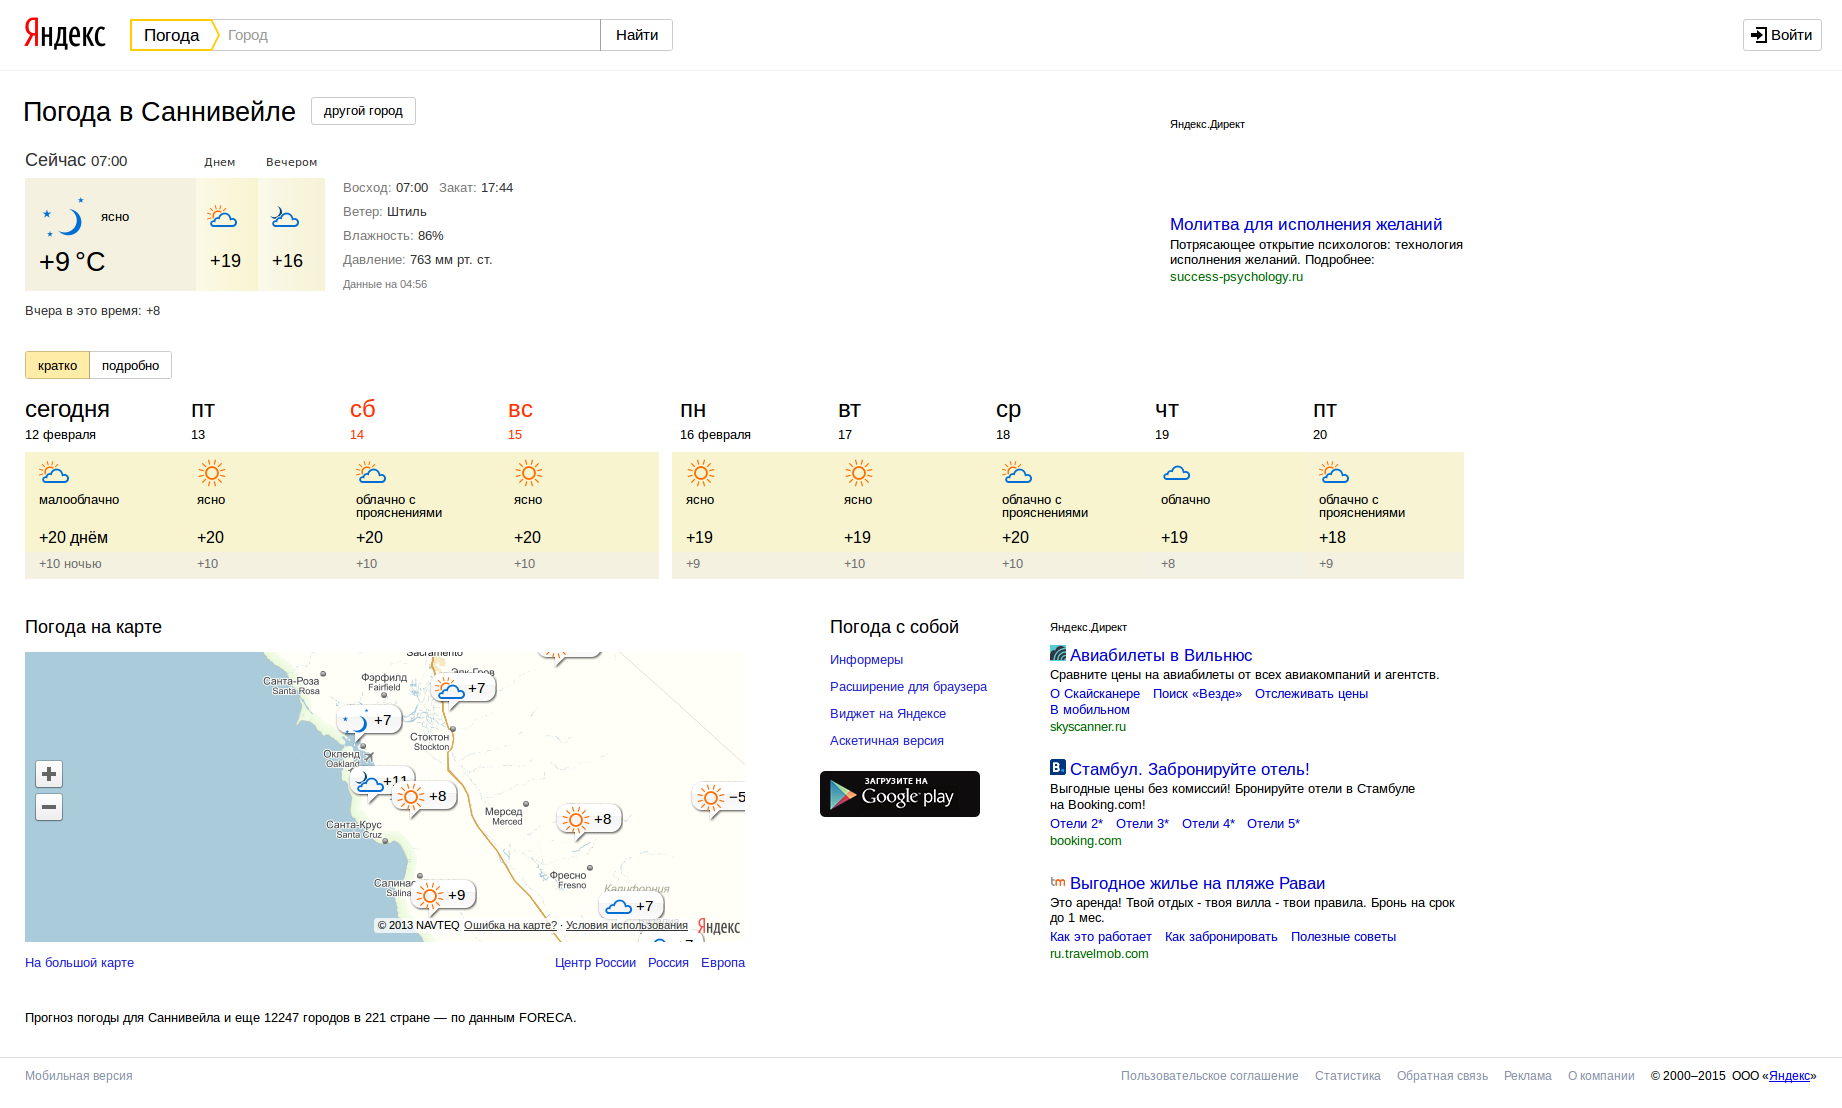 Яндекс
Погода
Город
Найти
Войти
Погода в Саннивейле
другой город
Яндекс.Директ
Сейчас 07:00
Днем
Вечером
ясно
+9 °C
+19
+16
Восход: 07:00 Закат: 17:44
Ветер: Штиль
Влажность: 86%
Давление: 763 мм рт. ст.
Данные на 04:56
Вчера в это время: +8
Молитва для исполнения желаний
Потрясающее открытие психологов: технология
исполнения желаний. Подробнее:
success-psychology.ru
кратко
подробно
сегодня пт сб вс пн вт ср чт пт
12 февраля 13 14 15 16 февраля 17 18 19 20
малооблачно ясно облачно с ясно ясно ясно облачно с облачно облачно с
прояснениями прояснениями прояснениями
+20 днём +20 +20 +20 +19 +19 +20 +19 +18
+10 ночью +10 +10 +10 +9 +10 +10 +8 +9
Погода на карте
Sacramento
Элк-Гров
Санта-Роза
Santa Rosa
Фэрфилд
Fairfield
+7
+7
Стоктон
Stockton
Окленд
Oakland
+11
+8
Мерсед
Merced
+8
−5
Санта-Крус
Santa Cruz
Салинас
Salina
+9
Фресно
Fresno
Калифорния
+7
+7
© 2013 NAVTEQ Ошибка на карте? · Условия использования
Яндекс
На большой карте
Центр России Россия Европа
Погода с собой
Информеры
Расширение для браузера
Виджет на Яндексе
Аскетичная версия
ЗАГРУЗИТЕ НА
Google play
Яндекс.Директ
Авиабилеты в Вильнюс
Сравните цены на авиабилеты от всех авиакомпаний и агентств.
О Скайсканере Поиск «Везде» Отслеживать цены
В мобильном
skyscanner.ru
B. Стамбул. Забронируйте отель!
Выгодные цены без комиссий! Бронируйте отели в Стамбуле
на Booking.com!
Отели 2* Отели 3* Отели 4* Отели 5*
booking.com
tm Выгодное жилье на пляже Раваи
Это аренда! Твой отдых - твоя вилла - твои правила. Бронь на срок
до 1 мес.
Как это работает Как забронировать Полезные советы
ru.travelmob.com
Прогноз погоды для Саннивейла и еще 12247 городов в 221 стране — по данным FORECA.
Мобильная версия
Пользовательское соглашение Статистика Обратная связь Реклама О компании © 2000–2015 ООО «Яндекс»